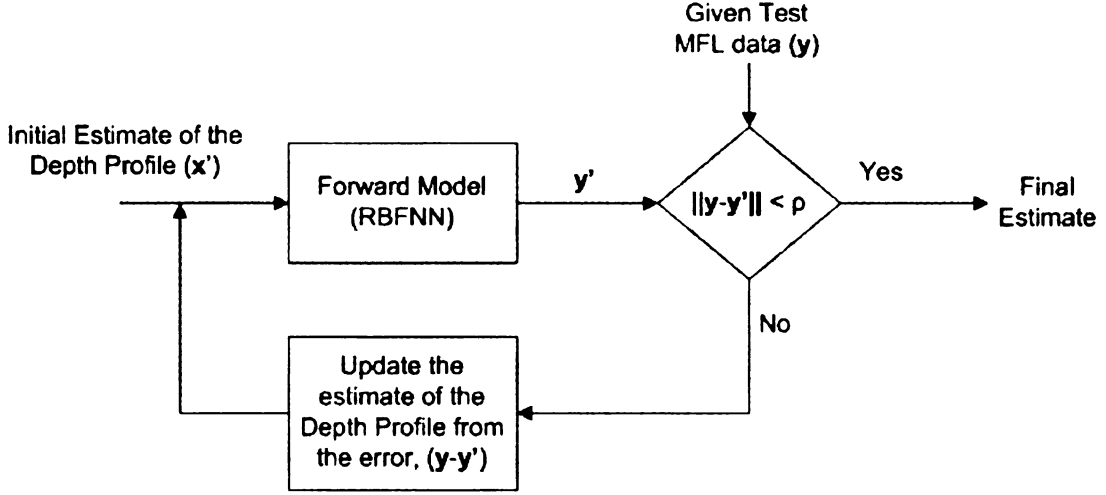 Given Test
MFL data (y)
Initial Estimate of the
Depth Profile (x')
Forward Model
(RBFNN)
y'
||y-y'|| < ρ
Yes
Final
Estimate
No
Update the
estimate of the
Depth Profile from
the error, (y-y')